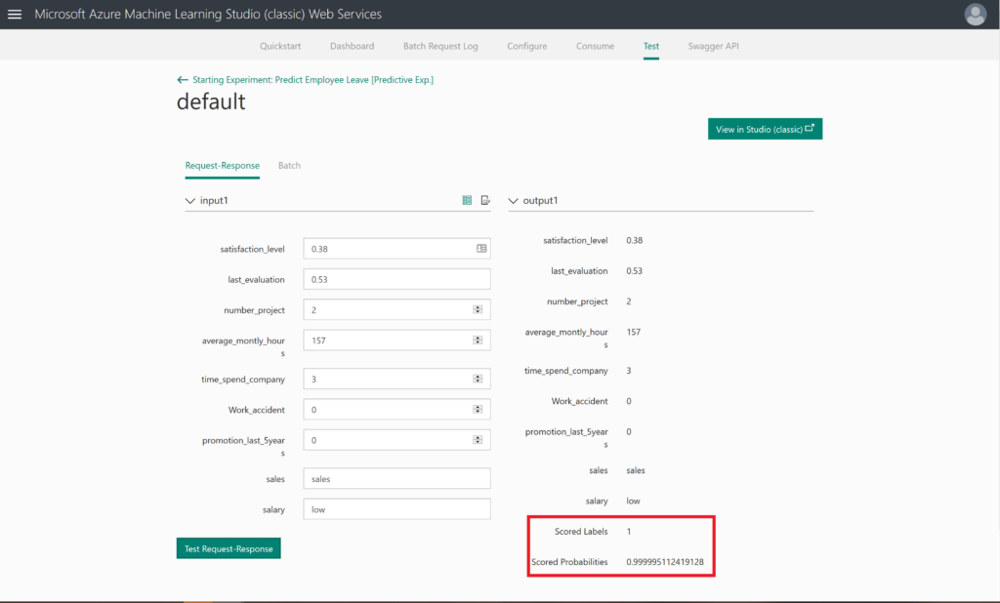 Microsoft Azure Machine Learning Studio (classic) Web Services
Quickstart Dashboard Batch Request Log Configure Consume Test Swagger API
Starting Experiment: Predict Employee Leave [Predictive Exp.]
default
View in Studio (classic)
Request-Response Batch
input1
satisfaction_level 0.38
last_evaluation 0.53
number_project 2
average_montly_hour
s 157
time_spend_company 3
Work_accident 0
promotion_last_5year
s 0
sales sales
salary low
Test Request-Response
output1
satisfaction_level 0.38
last_evaluation 0.53
number_project 2
average_montly_hour
s 157
time_spend_company 3
Work_accident 0
promotion_last_5year
s 0
sales sales
salary low
Scored Labels 1
Scored Probabilities 0.999995112419128